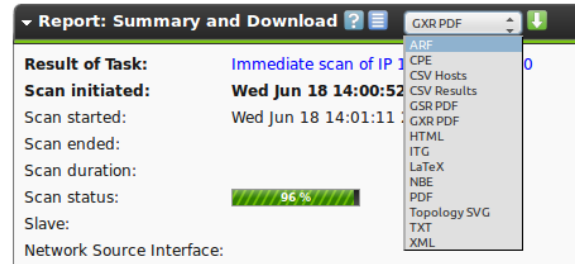 Report: Summary and Download ? GXR PDF
Result of Task: Immediate scan of IP 1 0
Scan initiated: Wed Jun 18 14:00:52
Scan started: Wed Jun 18 14:01:11
Scan ended:
Scan duration:
Scan status: 96 %
Slave:
Network Source Interface:
ARF
CPE
CSV Hosts
CSV Results
GSR PDF
GXR PDF
HTML
ITG
LaTeX
NBE
PDF
Topology SVG
TXT
XML